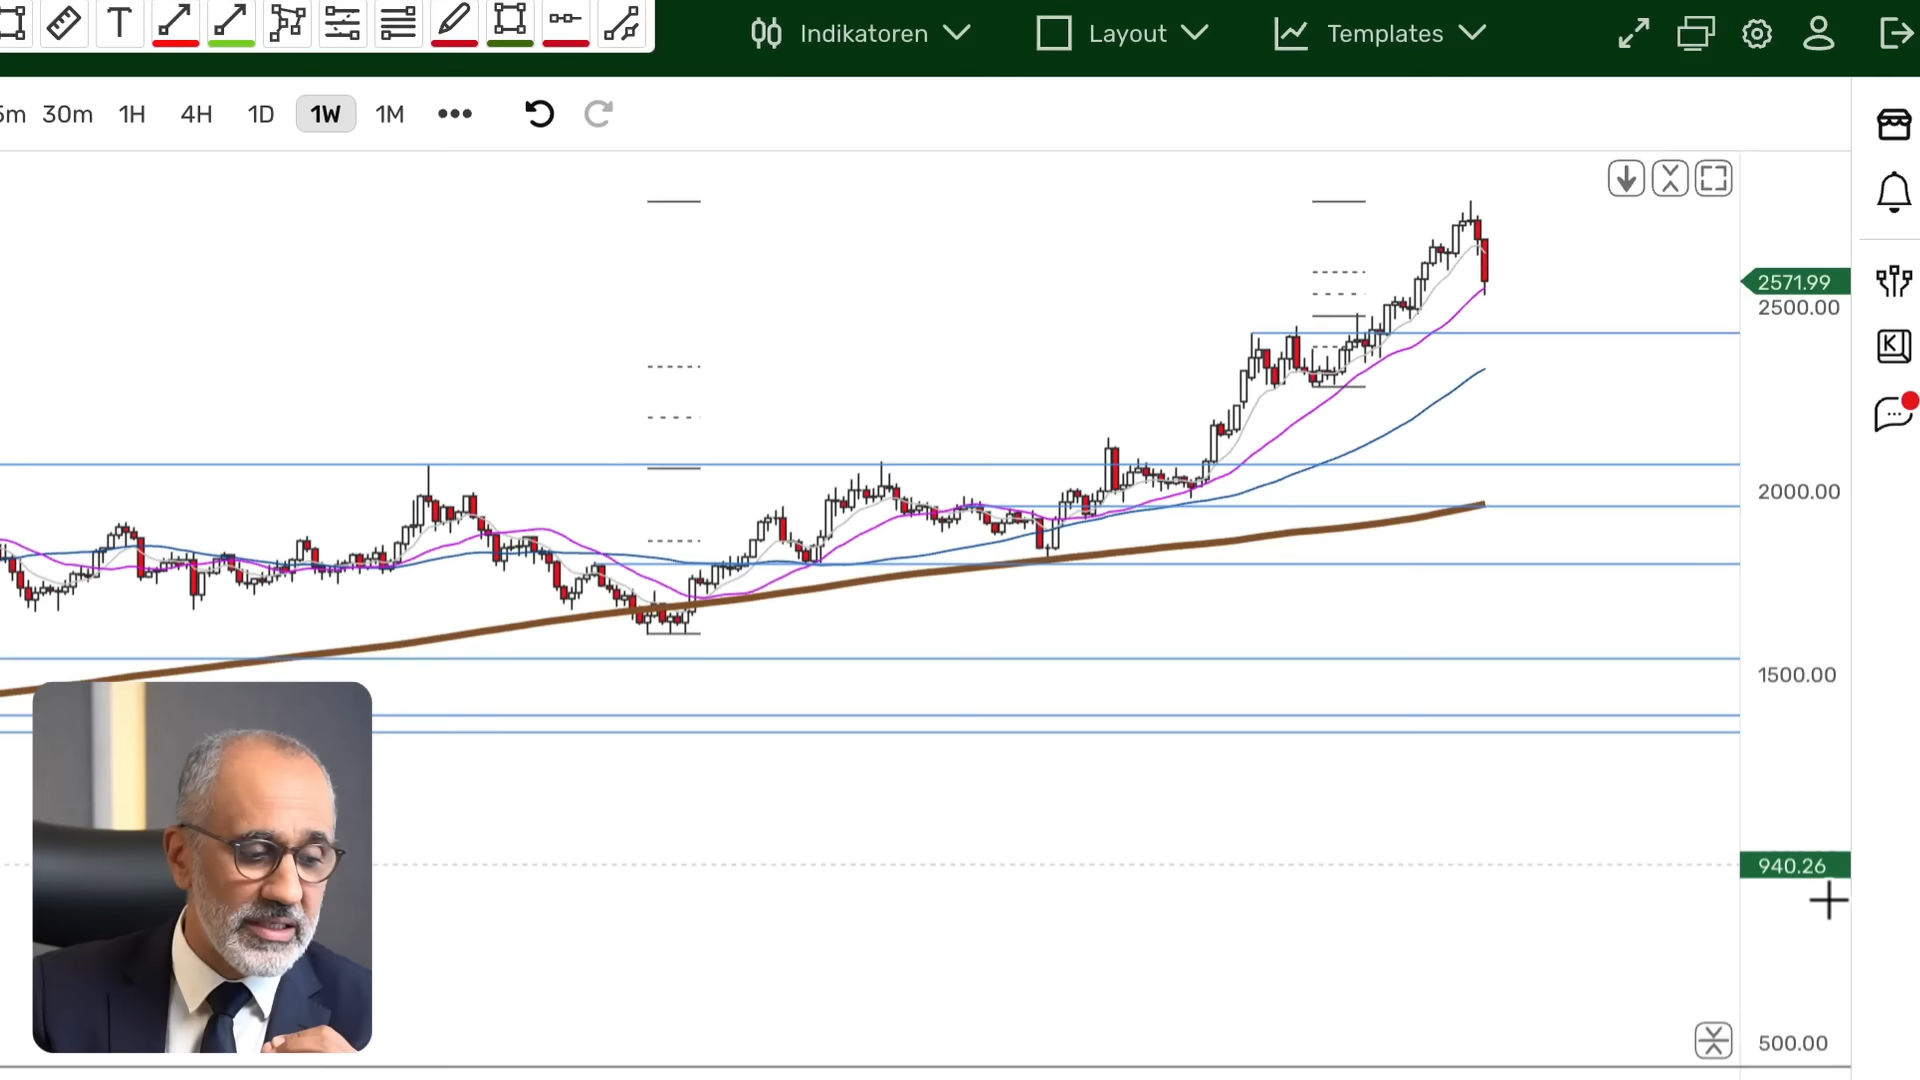 T
Indikatoren
Layout
Templates
5m 30m 1H 4H 1D 1W 1M
2571.99
2500.00
2000.00
1500.00
940.26
500.00
K